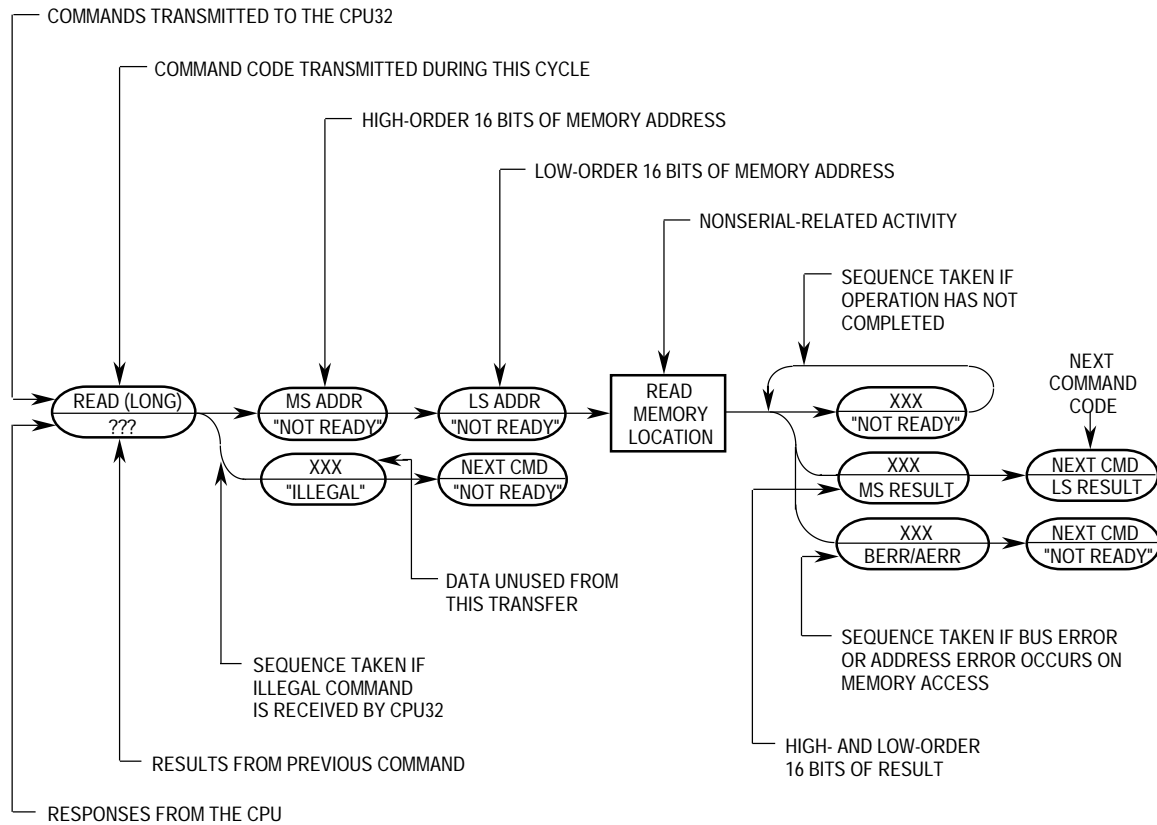 COMMANDS TRANSMITTED TO THE CPU32
COMMAND CODE TRANSMITTED DURING THIS CYCLE
HIGH-ORDER 16 BITS OF MEMORY ADDRESS
LOW-ORDER 16 BITS OF MEMORY ADDRESS
NONSERIAL-RELATED ACTIVITY
SEQUENCE TAKEN IF
OPERATION HAS NOT
COMPLETED
NEXT
COMMAND
CODE
READ (LONG)
???
MS ADDR
"NOT READY"
LS ADDR
"NOT READY"
READ
MEMORY
LOCATION
XXX
"NOT READY"
XXX
"ILLEGAL"
NEXT CMD
"NOT READY"
XXX
MS RESULT
NEXT CMD
LS RESULT
XXX
BERR/AERR
NEXT CMD
"NOT READY"
DATA UNUSED FROM
THIS TRANSFER
SEQUENCE TAKEN IF BUS ERROR
OR ADDRESS ERROR OCCURS ON
MEMORY ACCESS
SEQUENCE TAKEN IF
ILLEGAL COMMAND
IS RECEIVED BY CPU32
HIGH- AND LOW-ORDER
16 BITS OF RESULT
RESULTS FROM PREVIOUS COMMAND
RESPONSES FROM THE CPU